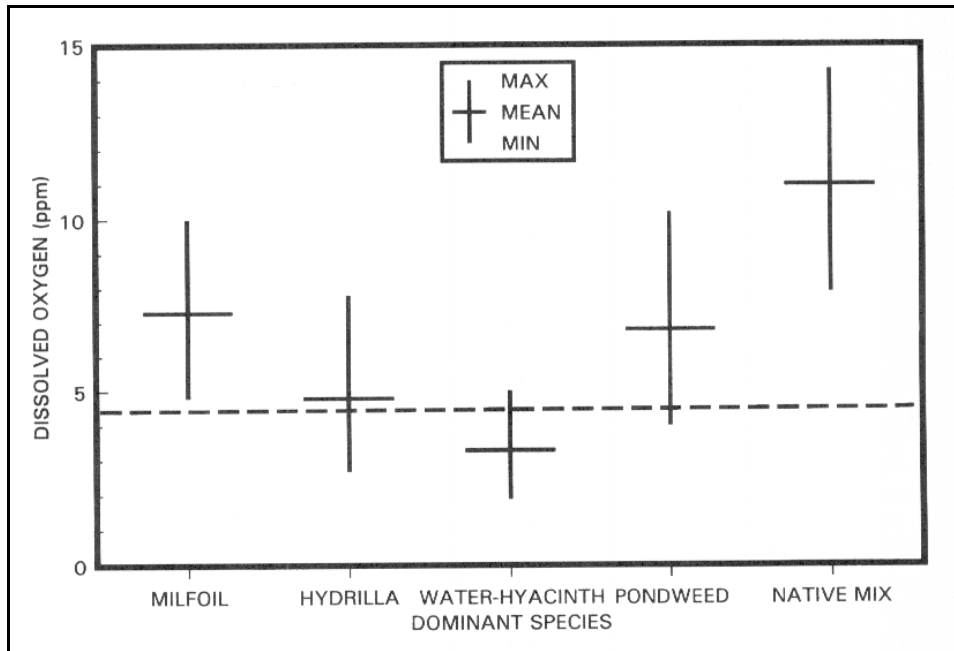 15
MAX
MEAN
MIN
10
5
0
DISSOLVED OXYGEN (ppm)
MILFOIL HYDRILLA WATER-HYACINTH PONDWEED NATIVE MIX
DOMINANT SPECIES